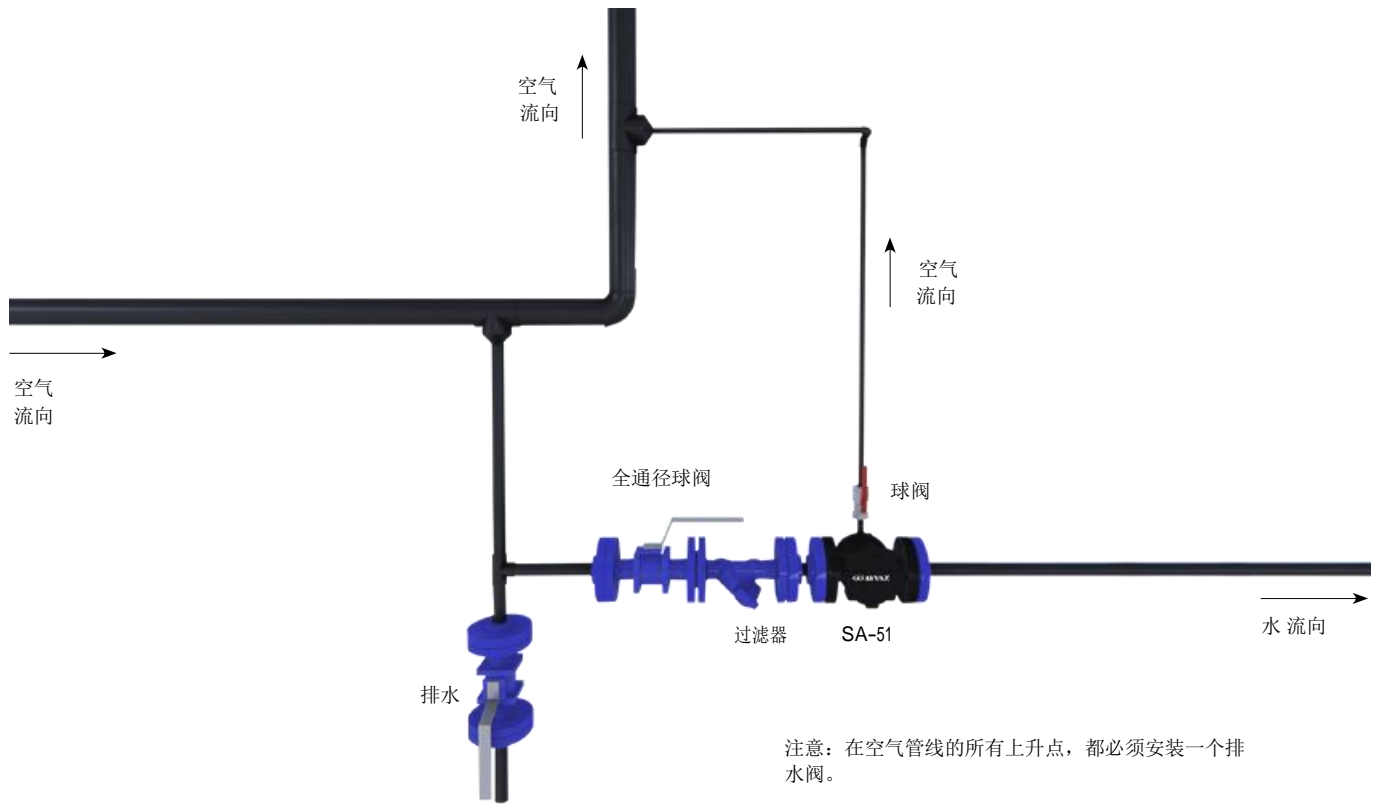 空气
流向
空气
流向
空气
流向
全通径球阀
球阀
过滤器
SA-51
水 流向
排水
注意：在空气管线的所有上升点，都必须安装一个排
水阀。